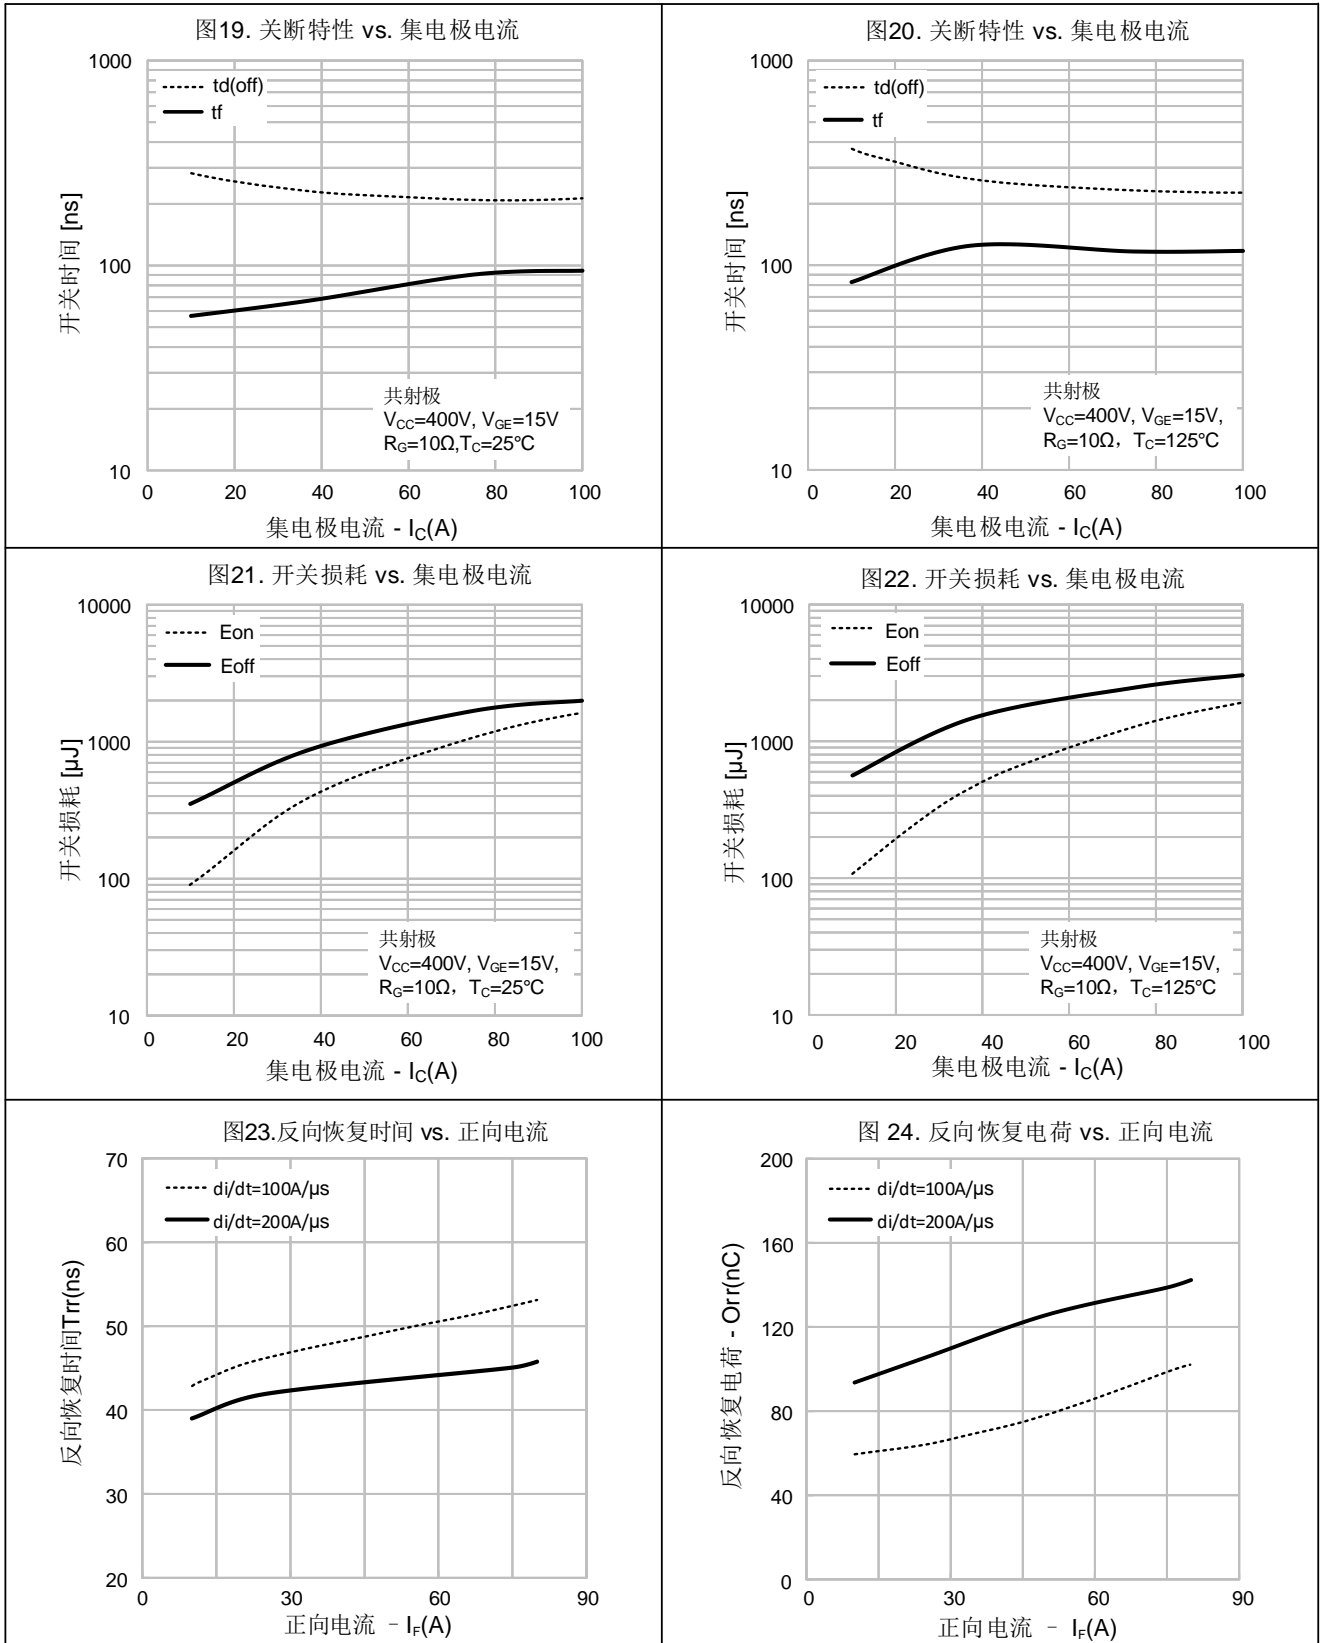 图19. 关断特性 vs. 集电极电流
1000
td(off)
tf
开关时间 [ns]
100
共射极
VCC=400V, VGE=15V
RG=10Ω,TC=25℃
10
0 20 40 60 80 100
集电极电流 - IC(A)
图20. 关断特性 vs. 集电极电流
1000
td(off)
tf
开关时间 [ns]
100
共射极
VCC=400V, VGE=15V,
RG=10Ω，TC=125℃
10
0 20 40 60 80 100
集电极电流 - IC(A)
图21. 开关损耗 vs. 集电极电流
10000
Eon
Eoff
1000
开关损耗 [µJ]
100
共射极
VCC=400V, VGE=15V,
RG=10Ω，TC=25℃
10
0 20 40 60 80 100
集电极电流 - IC(A)
图22. 开关损耗 vs. 集电极电流
10000
Eon
Eoff
1000
开关损耗 [µJ]
100
共射极
VCC=400V, VGE=15V,
RG=10Ω，TC=125℃
10
0 20 40 60 80 100
集电极电流 - IC(A)
图23.反向恢复时间 vs. 正向电流
70
di/dt=100A/µs
di/dt=200A/µs
60
反向恢复时间Trr(ns)
50
40
30
20
0 30 60 90
正向电流 - IF(A)
图 24. 反向恢复电荷 vs. 正向电流
200
di/dt=100A/µs
di/dt=200A/µs
160
反向恢复电荷 - Orr(nC)
120
80
40
0
0 30 60 90
正向电流 - IF(A)